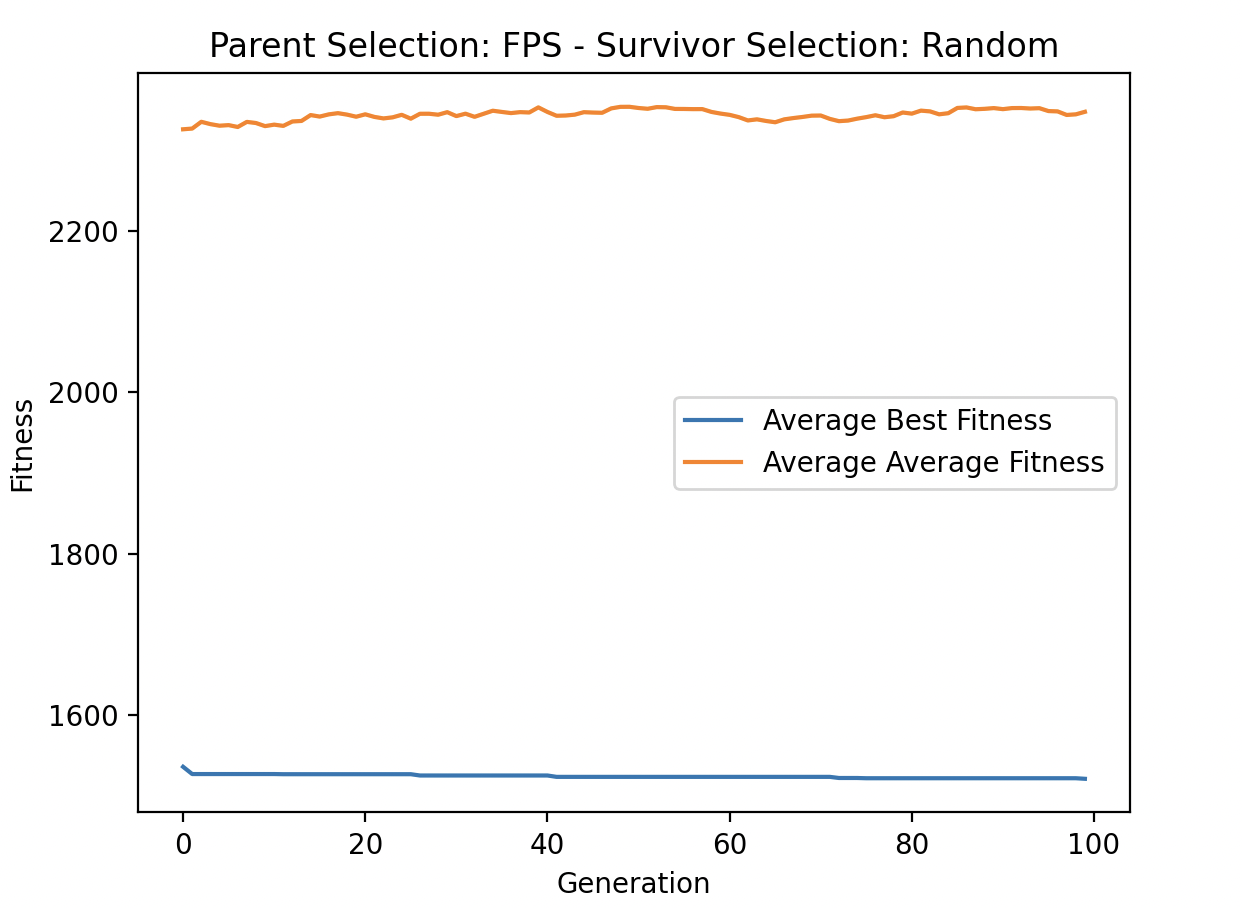 Parent Selection: FPS - Survivor Selection: Random
2200
2000
1800
1600
Fitness
Average Best Fitness
Average Average Fitness
0 20 40 60 80 100
Generation